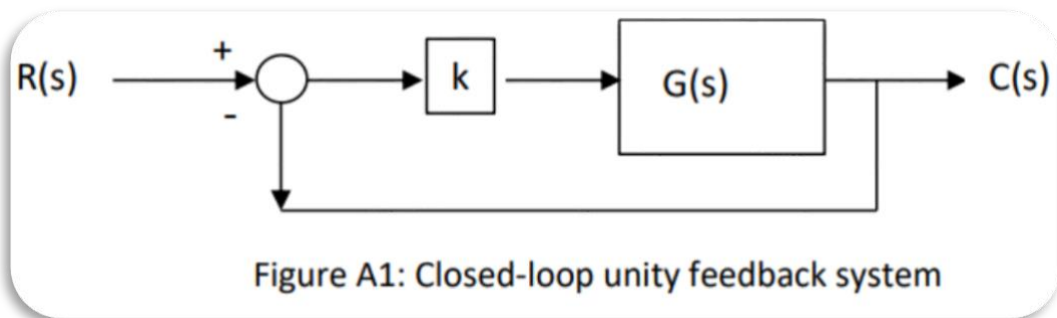 +
R(s) k G(s) C(s)
-
Figure A1: Closed-loop unity feedback system